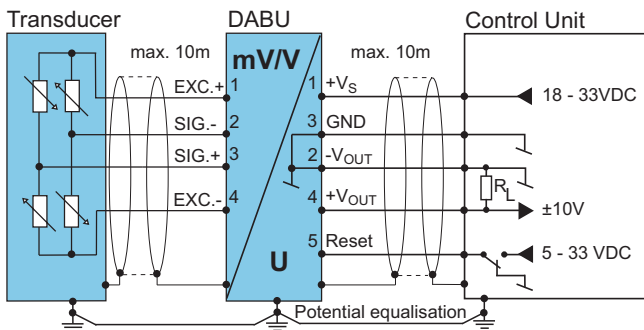 Transducer
DABU
Control Unit
max. 10m
mV/V
max. 10m
EXC.+
1
1
+VS
18 - 33VDC
SIG.-
2
3
GND
SIG.+
3
2
-VOUT
RL
EXC.-
4
4
+VOUT
±10V
5
Reset
5 - 33 VDC
U
Potential equalisation